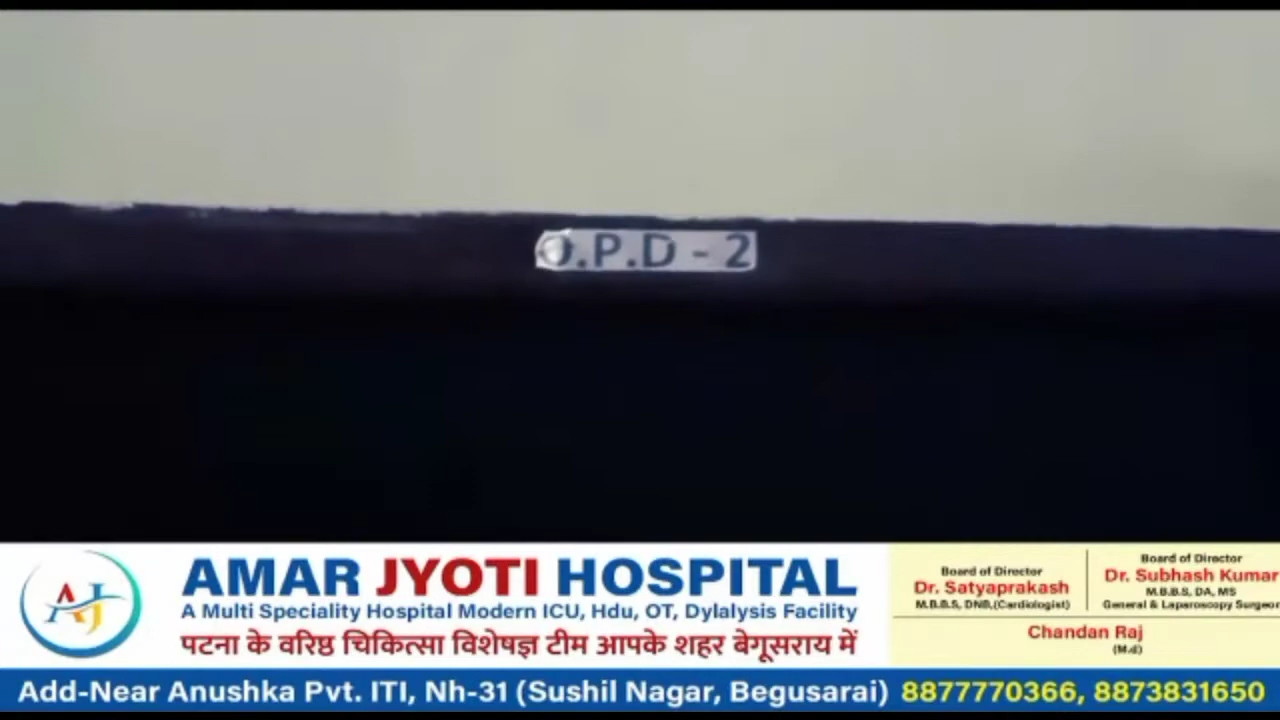 O.P.D - 2
AJ
AMAR JYOTI HOSPITAL
A Multi Speciality Hospital Modern ICU, Hdu, OT, Dylalysis Facility
पटना के वरिष्ठ चिकित्सा विशेषज्ञ टीम आपके शहर बेगूसराय में
Board of Director
Dr. Satyaprakash
M.B.B.S, DNB,(Cardiologist)
Board of Director
Dr. Subhash Kumar
M.B.B.S, DA, MS
General & Laparoscopy Surgeon
Chandan Raj
(M.d)
Add-Near Anushka Pvt. ITI, Nh-31 (Sushil Nagar, Begusarai) 8877770366, 8873831650